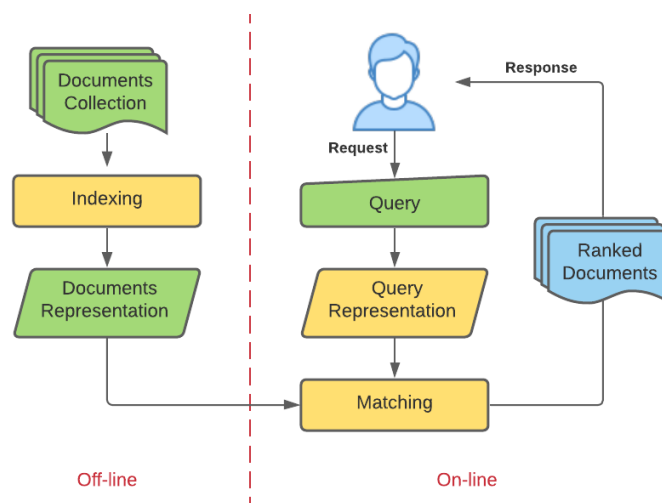 Documents
Collection
Indexing
Documents
Representation
Response
Request
Query
Query
Representation
Matching
Ranked
Documents
Off-line
On-line